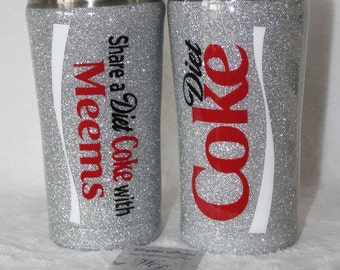 Share a Diet Coke with
Meems
Diet
Coke